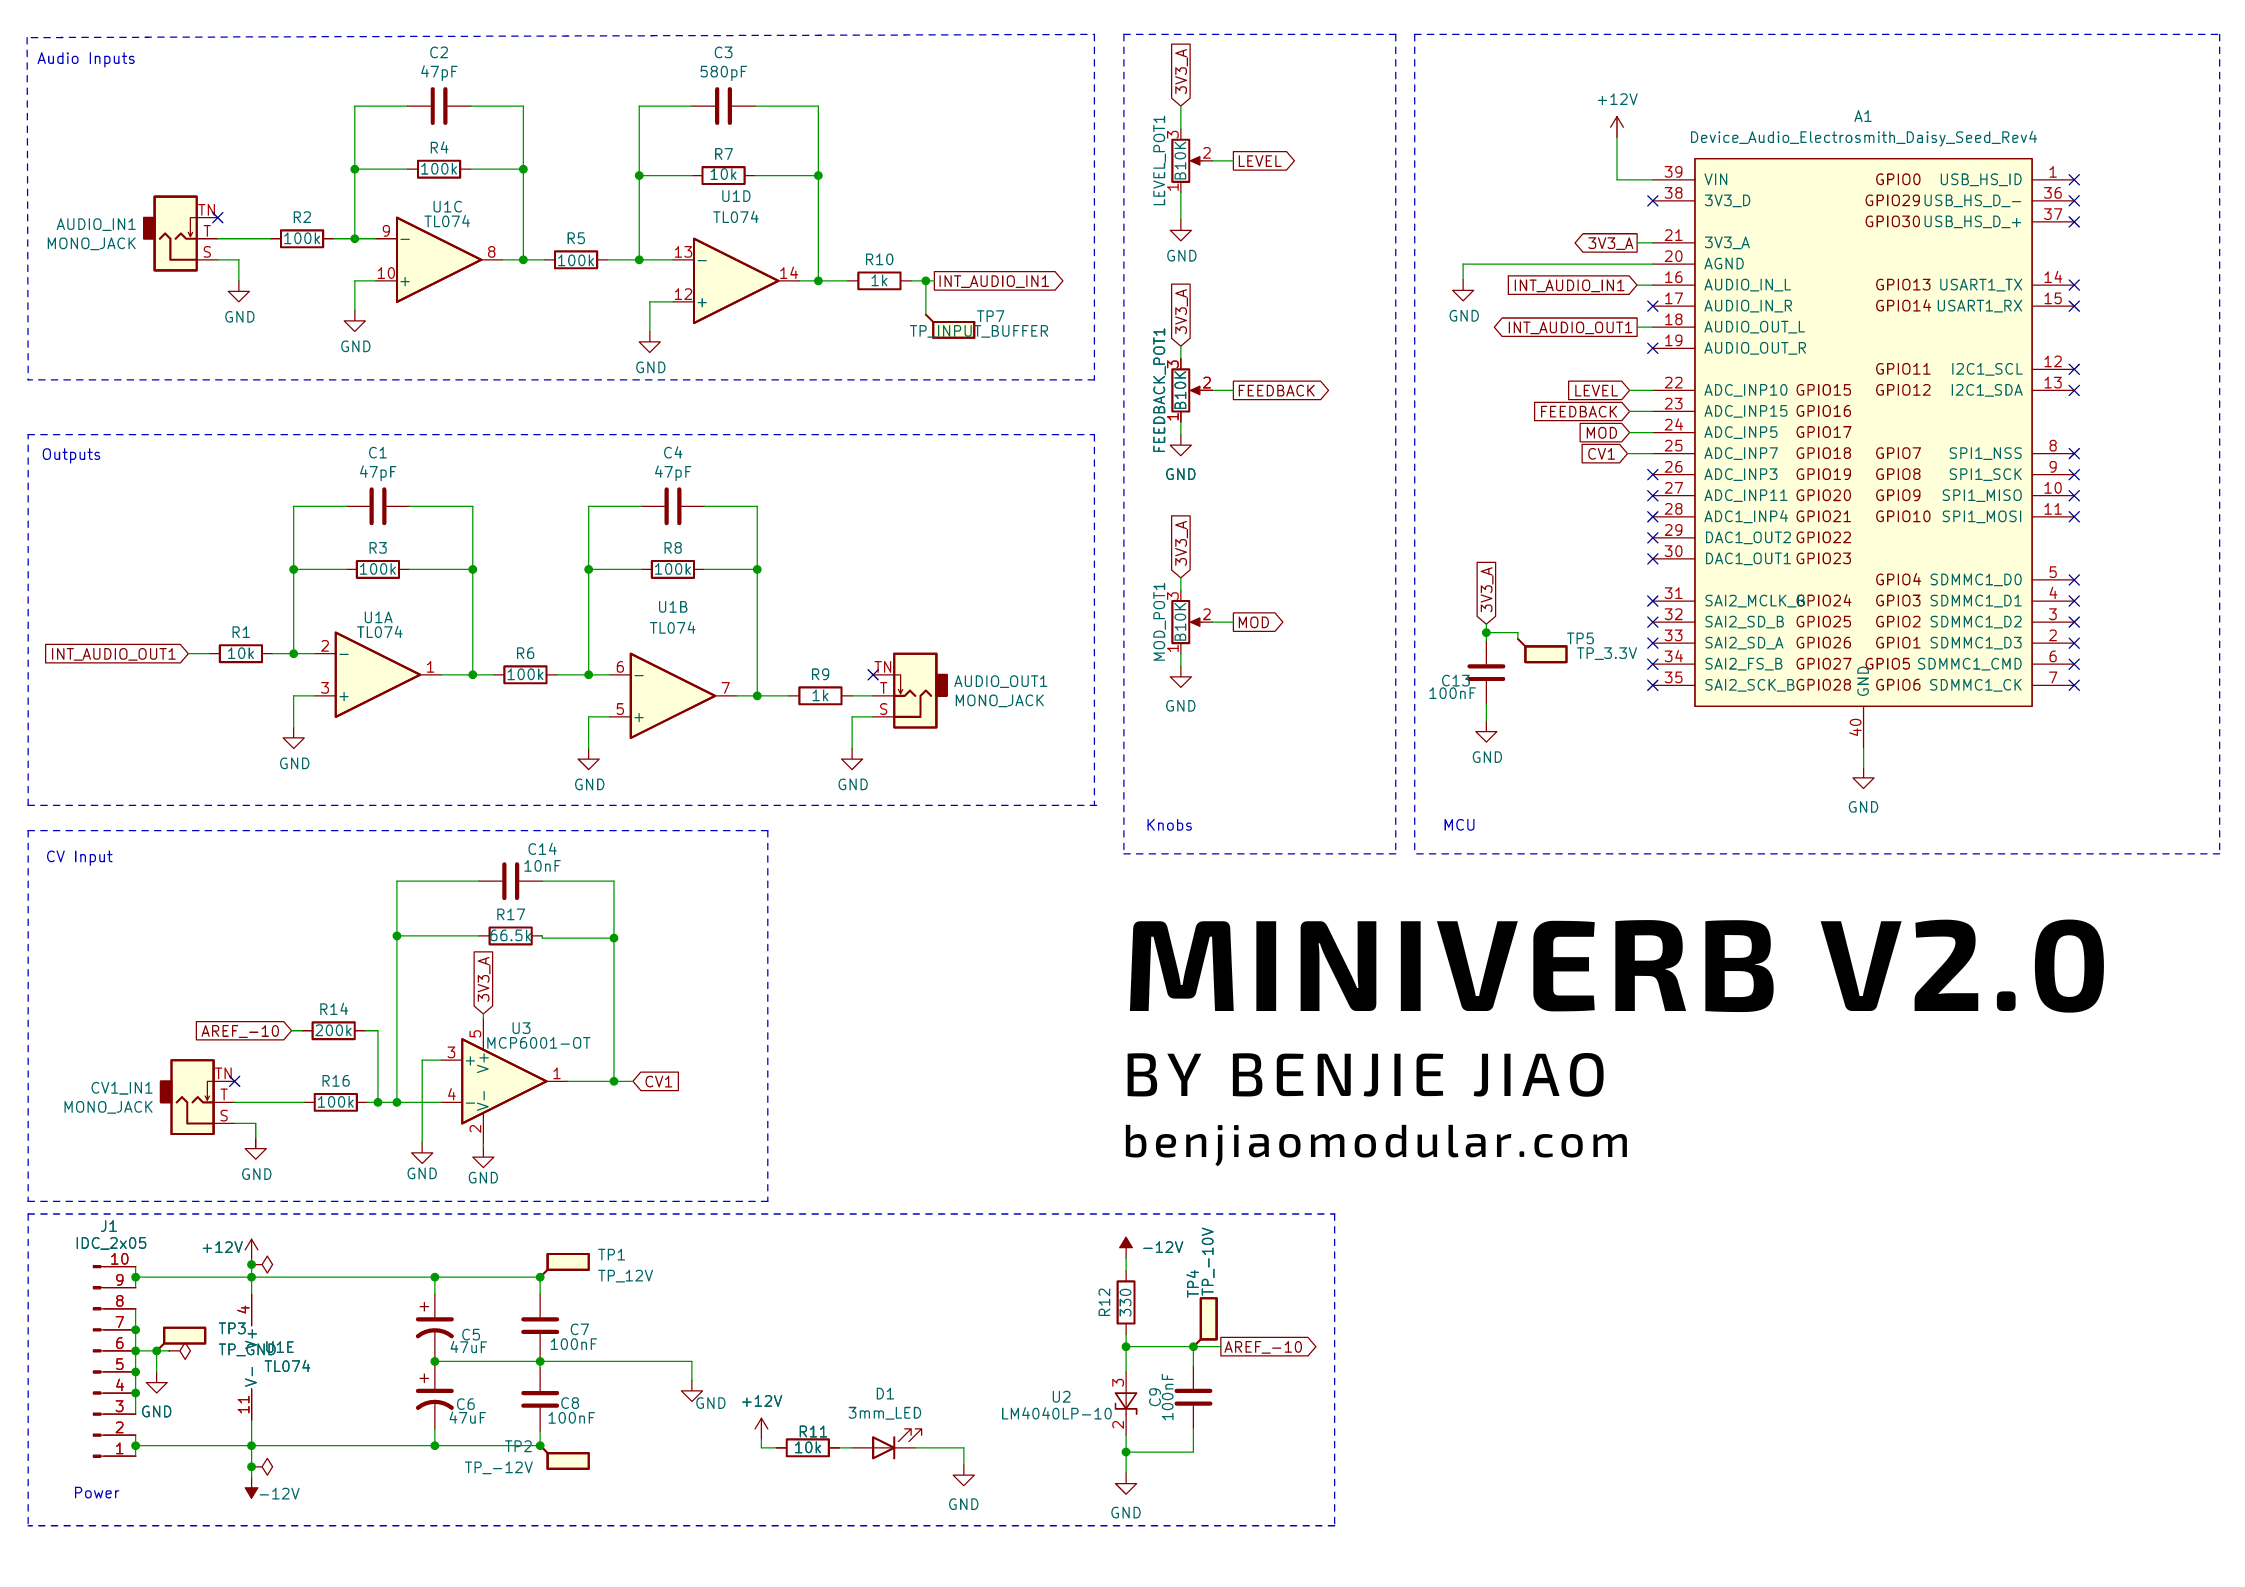 Audio Inputs
C2
47pF
R4
100k
C3
580pF
R7
10k
U1D
TL074
AUDIO_IN1
MONO_JACK
TN
T
S
GND
R2
100k
U1C
TL074
9
10
8
GND
R5
100k
13
12
14
GND
R10
1k
INT_AUDIO_IN1
TP7
TP_INPUT_BUFFER
Outputs
C1
47pF
R3
100k
C4
47pF
R8
100k
INT_AUDIO_OUT1
R1
10k
U1A
TL074
2
3
1
GND
R6
100k
U1B
TL074
6
5
7
GND
R9
1k
TN
T
S
AUDIO_OUT1
MONO_JACK
GND
Knobs
3V3_A
LEVEL_POT1
B10K
3
2
1
LEVEL
GND
3V3_A
FEEDBACK_POT1
B10K
3
2
1
FEEDBACK
GND
3V3_A
MOD_POT1
B10K
3
2
1
MOD
GND
MCU
+12V
A1
Device_Audio_Electrosmith_Daisy_Seed_Rev4
39 VIN GPIO0 USB_HS_ID 1
38 3V3_D GPIO29 USB_HS_D_- 36
GPIO30 USB_HS_D_+ 37
3V3_A 21 3V3_A
20 AGND
GND
INT_AUDIO_IN1 16 AUDIO_IN_L GPIO13 USART1_TX 14
17 AUDIO_IN_R GPIO14 USART1_RX 15
INT_AUDIO_OUT1 18 AUDIO_OUT_L
19 AUDIO_OUT_R
GPIO11 I2C1_SCL 12
LEVEL 22 ADC_INP10 GPIO15 GPIO12 I2C1_SDA 13
FEEDBACK 23 ADC_INP15 GPIO16
MOD 24 ADC_INP5 GPIO17
CV1 25 ADC_INP7 GPIO18 GPIO7 SPI1_NSS 8
26 ADC_INP3 GPIO19 GPIO8 SPI1_SCK 9
27 ADC_INP11 GPIO20 GPIO9 SPI1_MISO 10
28 ADC1_INP4 GPIO21 GPIO10 SPI1_MOSI 11
29 DAC1_OUT2 GPIO22
30 DAC1_OUT1 GPIO23
GPIO4 SDMMC1_D0 5
31 SAI2_MCLK_B GPIO24 GPIO3 SDMMC1_D1 4
32 SAI2_SD_B GPIO25 GPIO2 SDMMC1_D2 3
33 SAI2_SD_A GPIO26 GPIO1 SDMMC1_D3 2
34 SAI2_FS_B GPIO27 GPIO5 SDMMC1_CMD 6
35 SAI2_SCK_B GPIO28 GPIO6 SDMMC1_CK 7
GND
40
GND
3V3_A
TP5
TP_3.3V
C13
100nF
GND
CV Input
C14
10nF
R17
66.5k
3V3_A
AREF_-10
R14
200k
U3
MCP6001-OT
5
V+
3
4
1
V-
2
CV1
CV1_IN1
MONO_JACK
TN
T
S
R16
100k
GND
GND
GND
MINIVERB V2.0
BY BENJIE JIAO
benjiaomodular.com
Power
J1
IDC_2x05
10
9
8
7
6
5
4
3
2
1
+12V
TP3
TP_GND
GND
4
V+
U1E
TL074
V-
11
-12V
TP1
TP_12V
C5
47uF
C7
100nF
C6
47uF
C8
100nF
GND
TP2
TP_-12V
+12V
R11
10k
D1
3mm_LED
GND
-12V
R12
330
TP4
TP_-10V
AREF_-10
U2
LM4040LP-10
3
2
C9
100nF
GND